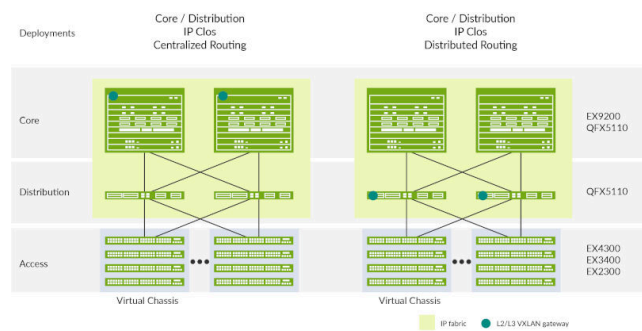 Deployments
Core / Distribution
IP Clos
Centralized Routing
Core / Distribution
IP Clos
Distributed Routing
Core
EX9200
QFX5110
Distribution
QFX5110
Access
EX4300
EX3400
EX2300
Virtual Chassis
Virtual Chassis
IP fabric
L2/L3 VXLAN gateway